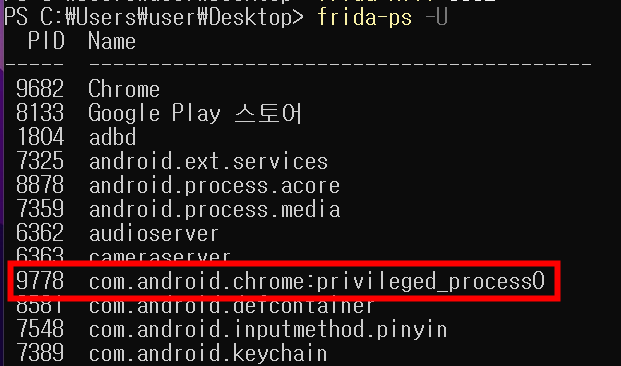 PS C:₩Users₩user₩Desktop> frida-ps -U
PID Name
----- --------------------------------------------
9682 Chrome
8133 Google Play 스토어
1804 adbd
7325 android.ext.services
8878 android.process.acore
7359 android.process.media
6362 audioserver
6363 cameraserver
9778 com.android.chrome:privileged_process0
8581 com.android.defcontainer
7548 com.android.inputmethod.pinyin
7389 com.android.keychain